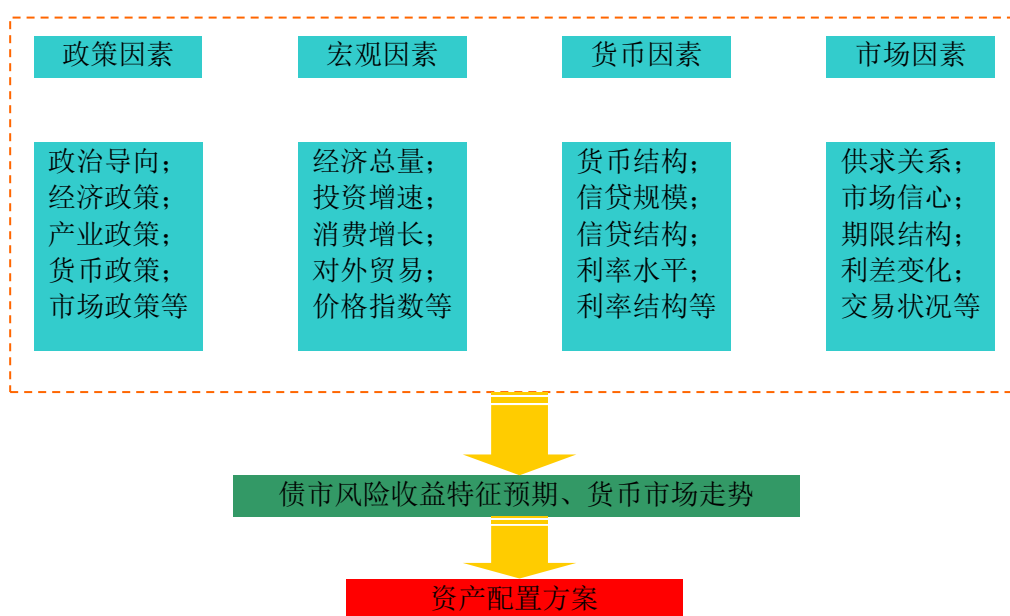 政策因素
宏观因素
货币因素
市场因素
政治导向；
经济政策；
产业政策；
货币政策；
市场政策等
经济总量；
投资增速；
消费增长；
对外贸易；
价格指数等
货币结构；
信贷规模；
信贷结构；
利率水平；
利率结构等
供求关系；
市场信心；
期限结构；
利差变化；
交易状况等
债市风险收益特征预期、货币市场走势
资产配置方案